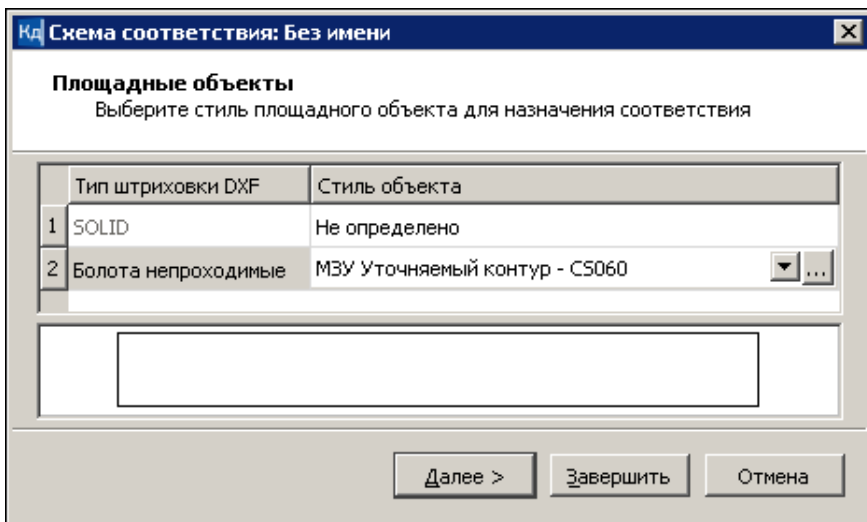 Кд Схема соответствия: Без имени
Площадные объекты
Выберите стиль площадного объекта для назначения соответствия
Тип штриховки DXF Стиль объекта
1 SOLID Не определено
2 Болота непроходимые МЗУ Уточняемый контур - CS060 ...
Далее > Завершить Отмена